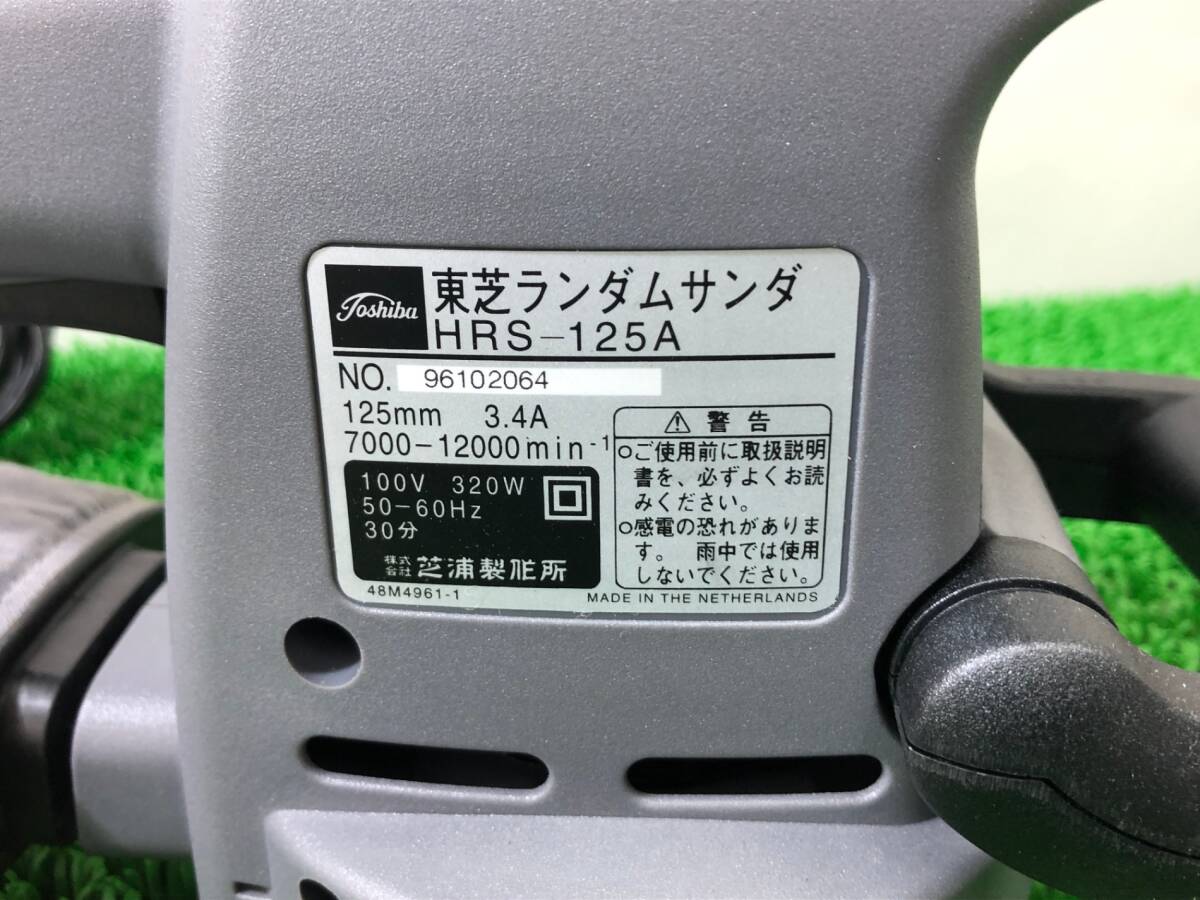 Toshiba
東芝ランダムサンダ
HRS-125A
NO. 96102064
125mm 3.4A
7000-12000min-1
100V 320W
50-60Hz
30分
株式会社 芝浦製作所
48M4961-1
⚠ 警告
○ご使用前に取扱説明
書を、必ずよくお読
みください。
○感電の恐れがありま
す。 雨中では使用
しないでください。
MADE IN THE NETHERLANDS